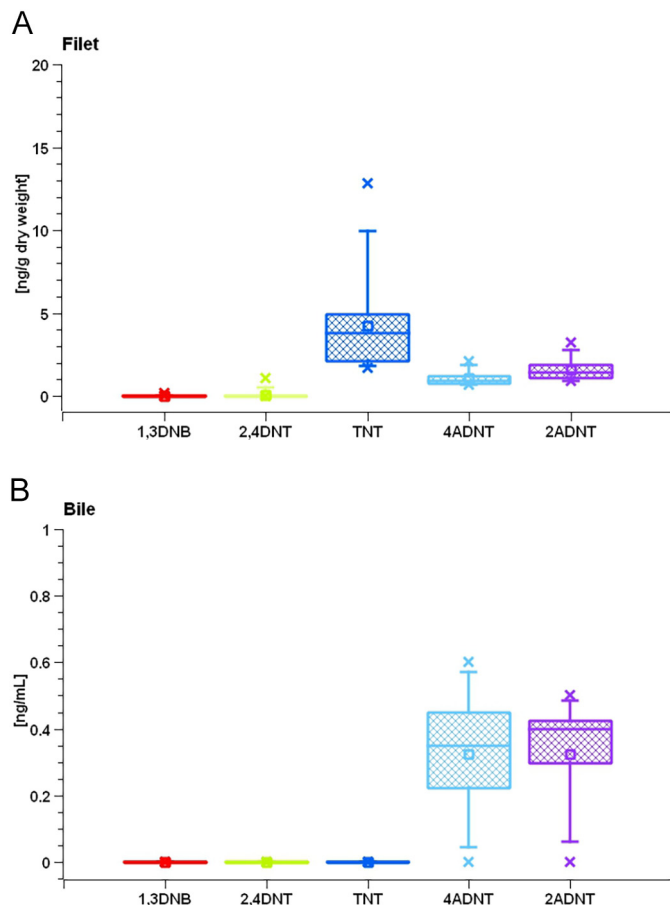 A
Filet
20
15
10
5
0
[ng/g dry weight]
1,3DNB 2,4DNT TNT 4ADNT 2ADNT
B
Bile
1
0.8
0.6
0.4
0.2
0
[ng/mL]
1,3DNB 2,4DNT TNT 4ADNT 2ADNT